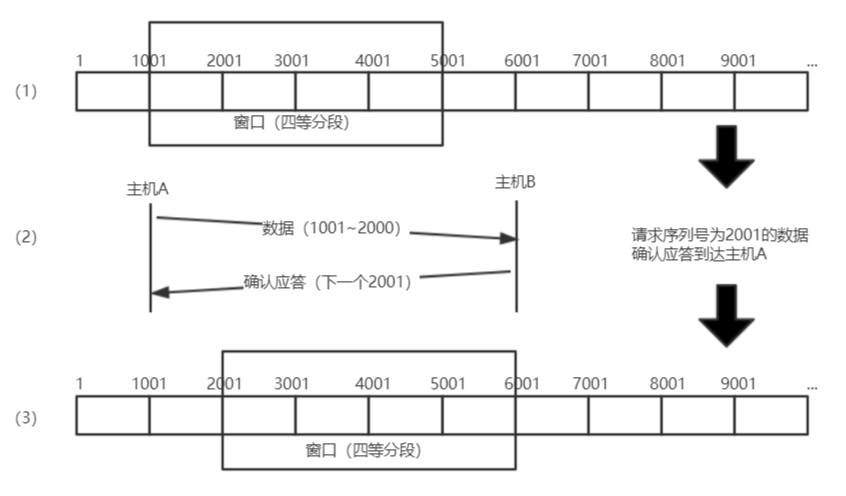 1 1001 2001 3001 4001 5001 6001 7001 8001 9001 ...
(1)
窗口（四等分段）
主机A 主机B
(2)
数据（1001~2000）
请求序列号为2001的数据
确认应答到达主机A
确认应答（下一个2001）
1 1001 2001 3001 4001 5001 6001 7001 8001 9001 ...
(3)
窗口（四等分段）